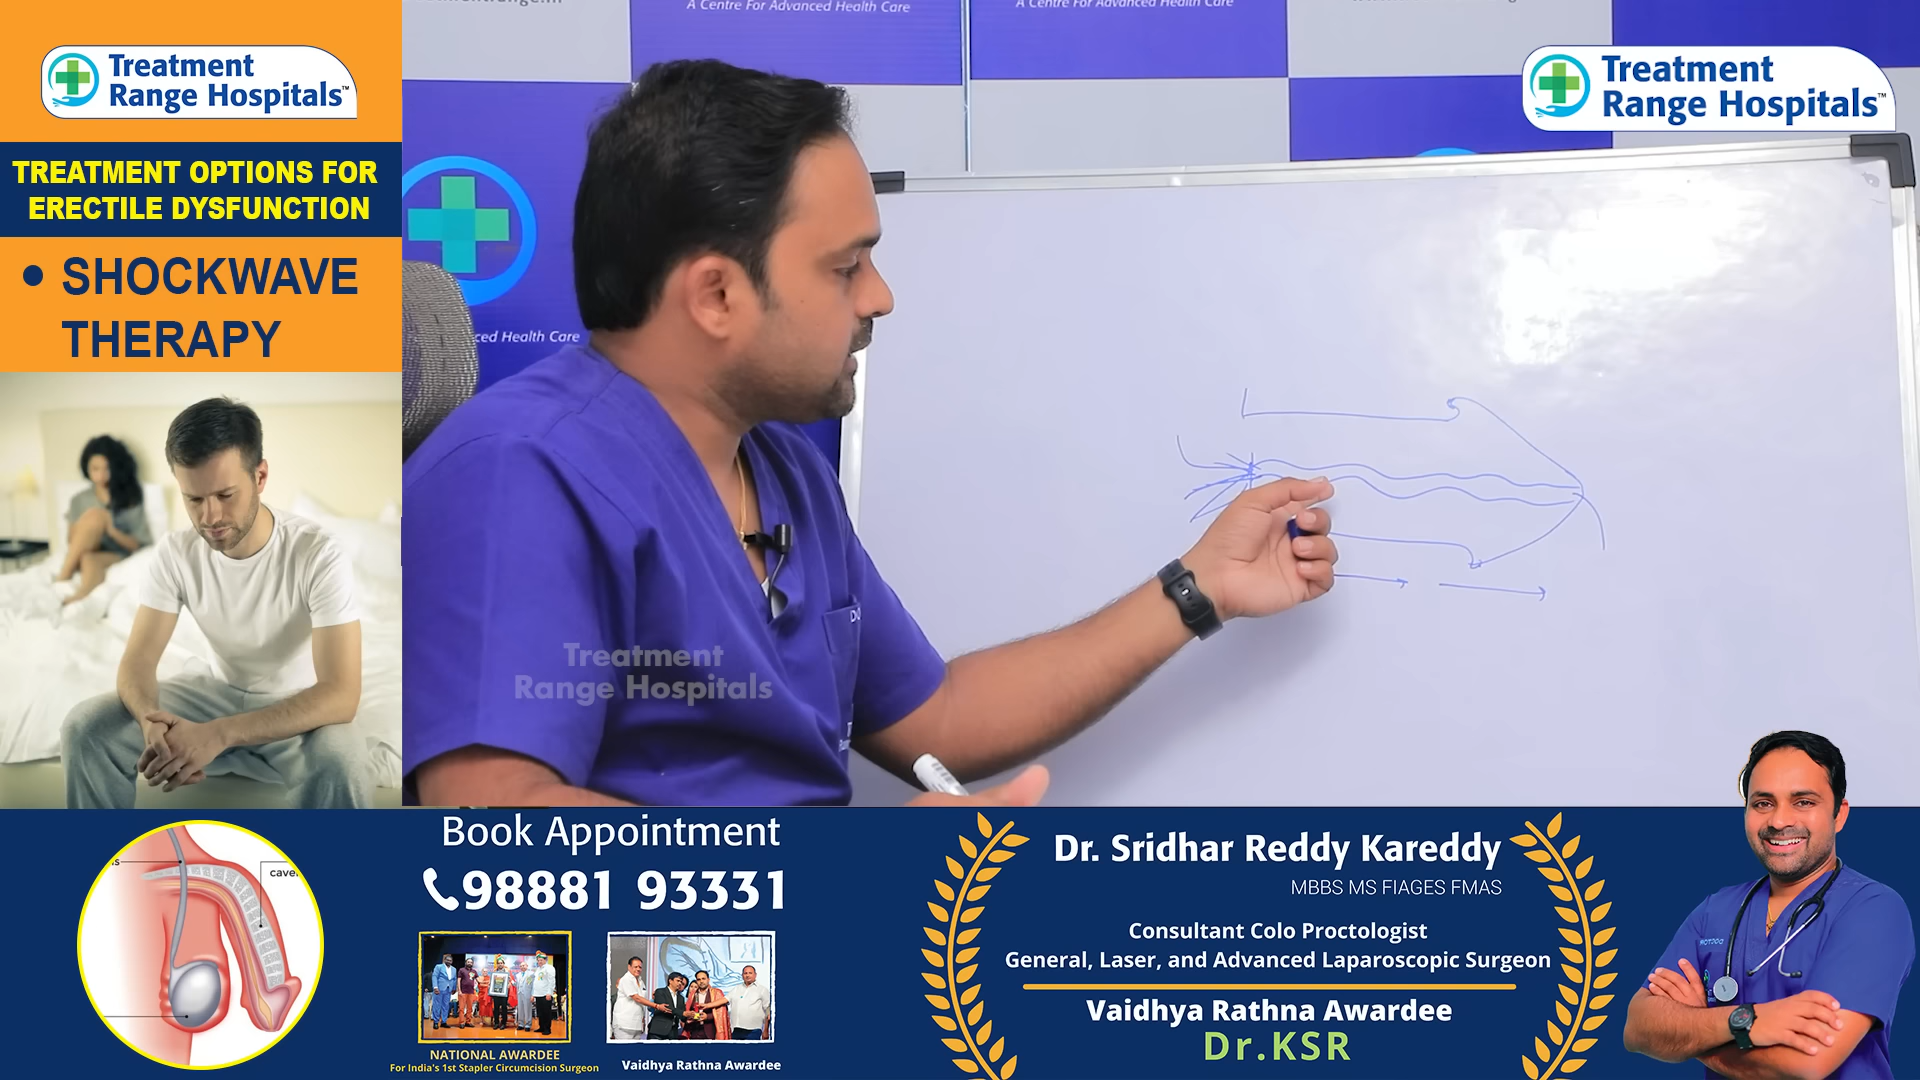 A Centre For Advanced Health Care
A Centre For Advanced Health Care
Treatment
Range Hospitals™
Treatment
Range Hospitals™
TREATMENT OPTIONS FOR
ERECTILE DYSFUNCTION
• SHOCKWAVE
THERAPY
ced Health Care
Treatment
Range Hospitals
Book Appointment
98881 93331
NATIONAL AWARDEE
For India's 1st Stapler Circumcision Surgeon
Vaidhya Rathna Awardee
Dr. Sridhar Reddy Kareddy
MBBS MS FIAGES FMAS
Consultant Colo Proctologist
General, Laser, and Advanced Laparoscopic Surgeon
Vaidhya Rathna Awardee
Dr.KSR